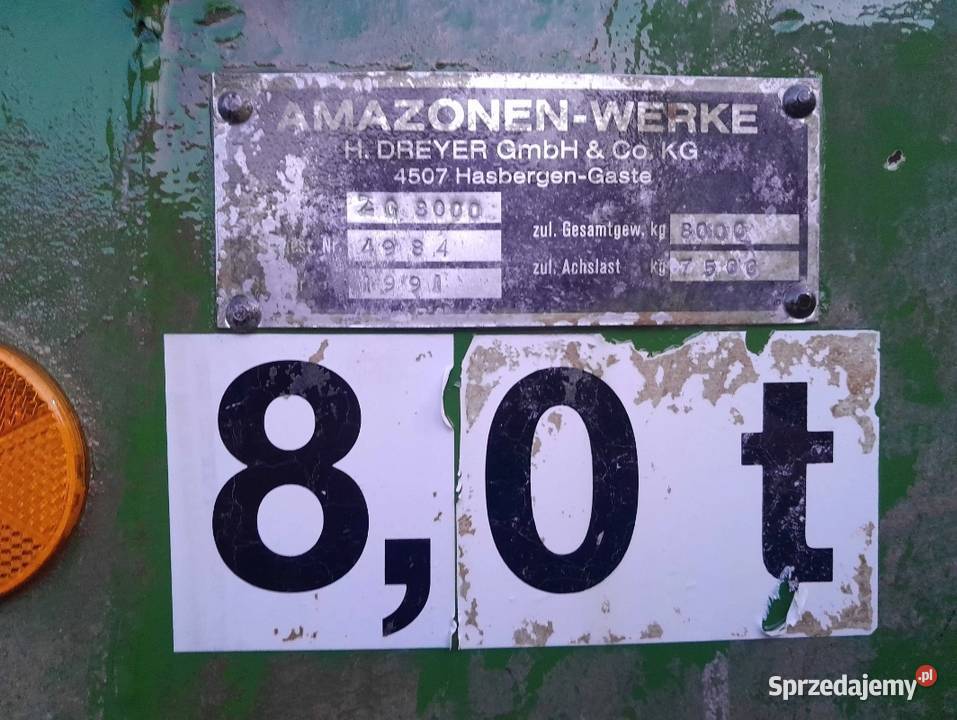 AMAZONEN-WERKE
H. DREYER GmbH & Co. KG
4507 Hasbergen-Gaste
ZG 8000
zul. Gesamtgew. kg 8000
4984
zul. Achslast kg 7500
1991
8,0 t
Sprzedajemy.pl